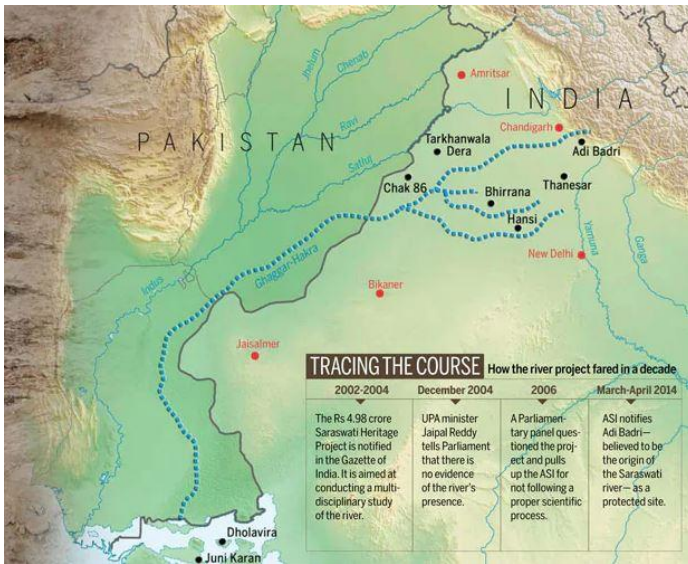 Jhelum
Chenab
Amritsar
INDIA
PAKISTAN
Ravi
Chandigarh
Tarkhanwala
Dera
Adi Badri
Satluj
Chak 86
Bhirrana
Thanesar
Hansi
Yamuna
Ganga
Ghaggar-Hakra
New Delhi
Indus
Bikaner
Jaisalmer
TRACING THE COURSE How the river project fared in a decade
2002-2004
The Rs 4.98 crore
Saraswati Heritage
Project is notified
in the Gazette of
India. It is aimed at
conducting a multi-
disciplinary study
of the river.
December 2004
UPA minister
Jaipal Reddy
tells Parliament
that there is
no evidence
of the river's
presence.
2006
A Parliamen-
tary panel ques-
tioned the proj-
ect and pulls
up the ASI for
not following a
proper scientific
process.
March-April 2014
ASI notifies
Adi Badri—
believed to be
the origin of
the Saraswati
river—as a
protected site.
Dholavira
Juni Karan